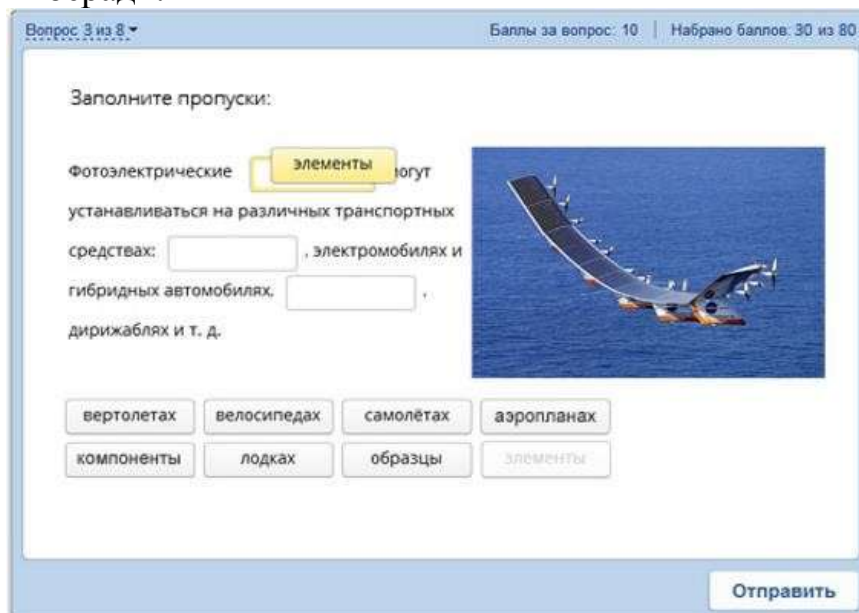 Вопрос 3 из 8 Баллы за вопрос: 10 | Набрано баллов: 30 из 80
Заполните пропуски:
Фотоэлектрические элементы могут
устанавливаться на различных транспортных
средствах: , электромобилях и
гибридных автомобилях, ,
дирижаблях и т. д.
вертолетах велосипедах самолётах аэропланах
компоненты лодках образцы элементы
Отправить